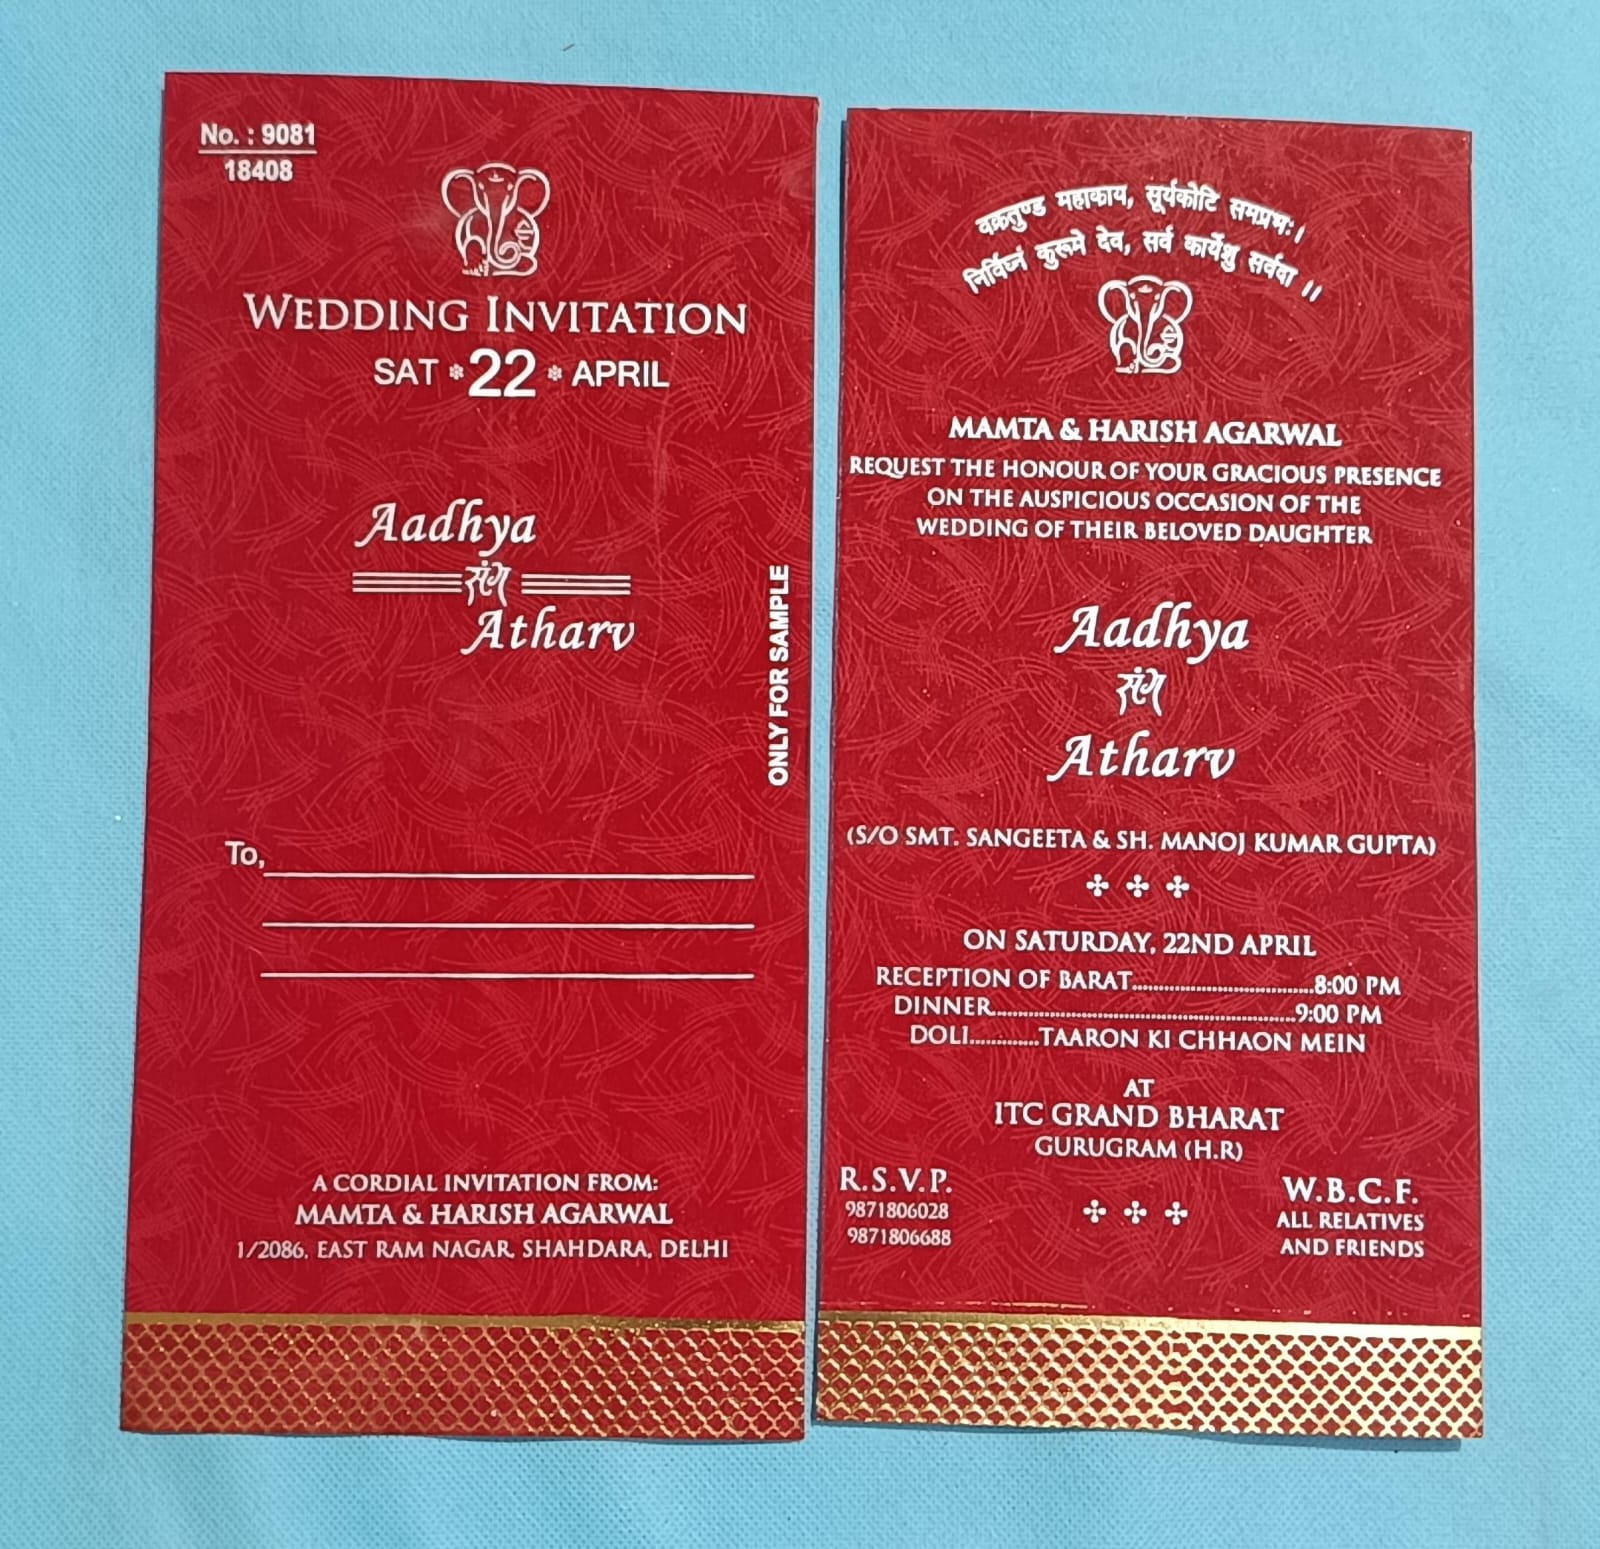 No. : 9081
18408
WEDDING INVITATION
SAT 22 APRIL
Aadhya
संग
Atharv
ONLY FOR SAMPLE
To,
A CORDIAL INVITATION FROM:
MAMTA & HARISH AGARWAL
1/2086, EAST RAM NAGAR, SHAHDARA, DELHI
वक्रतुण्ड महाकाय, सूर्यकोटि समप्रभः।
निर्विघ्नं कुरूमे देव, सर्व कार्येशु सर्वदा ।।
MAMTA & HARISH AGARWAL
REQUEST THE HONOUR OF YOUR GRACIOUS PRESENCE
ON THE AUSPICIOUS OCCASION OF THE
WEDDING OF THEIR BELOVED DAUGHTER
Aadhya
संग
Atharv
(S/O SMT. SANGEETA & SH. MANOJ KUMAR GUPTA)
ON SATURDAY, 22ND APRIL
RECEPTION OF BARAT..................................8:00 PM
DINNER......................................................9:00 PM
DOLI.............TAARON KI CHHAON MEIN
AT
ITC GRAND BHARAT
GURUGRAM (H.R)
R.S.V.P.
9871806028
9871806688
W.B.C.F.
ALL RELATIVES
AND FRIENDS